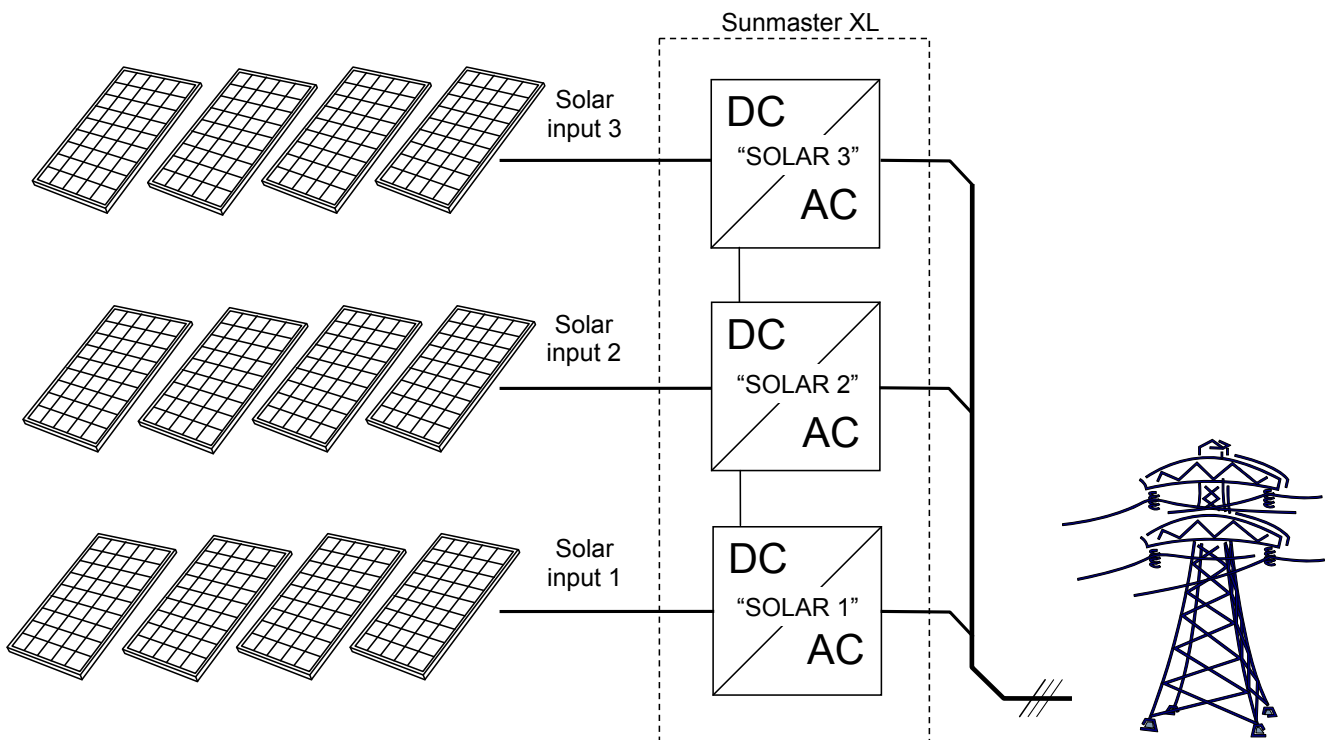 Sunmaster XL
Solar
input 3
DC
“SOLAR 3”
AC
Solar
input 2
DC
“SOLAR 2”
AC
Solar
input 1
DC
“SOLAR 1”
AC